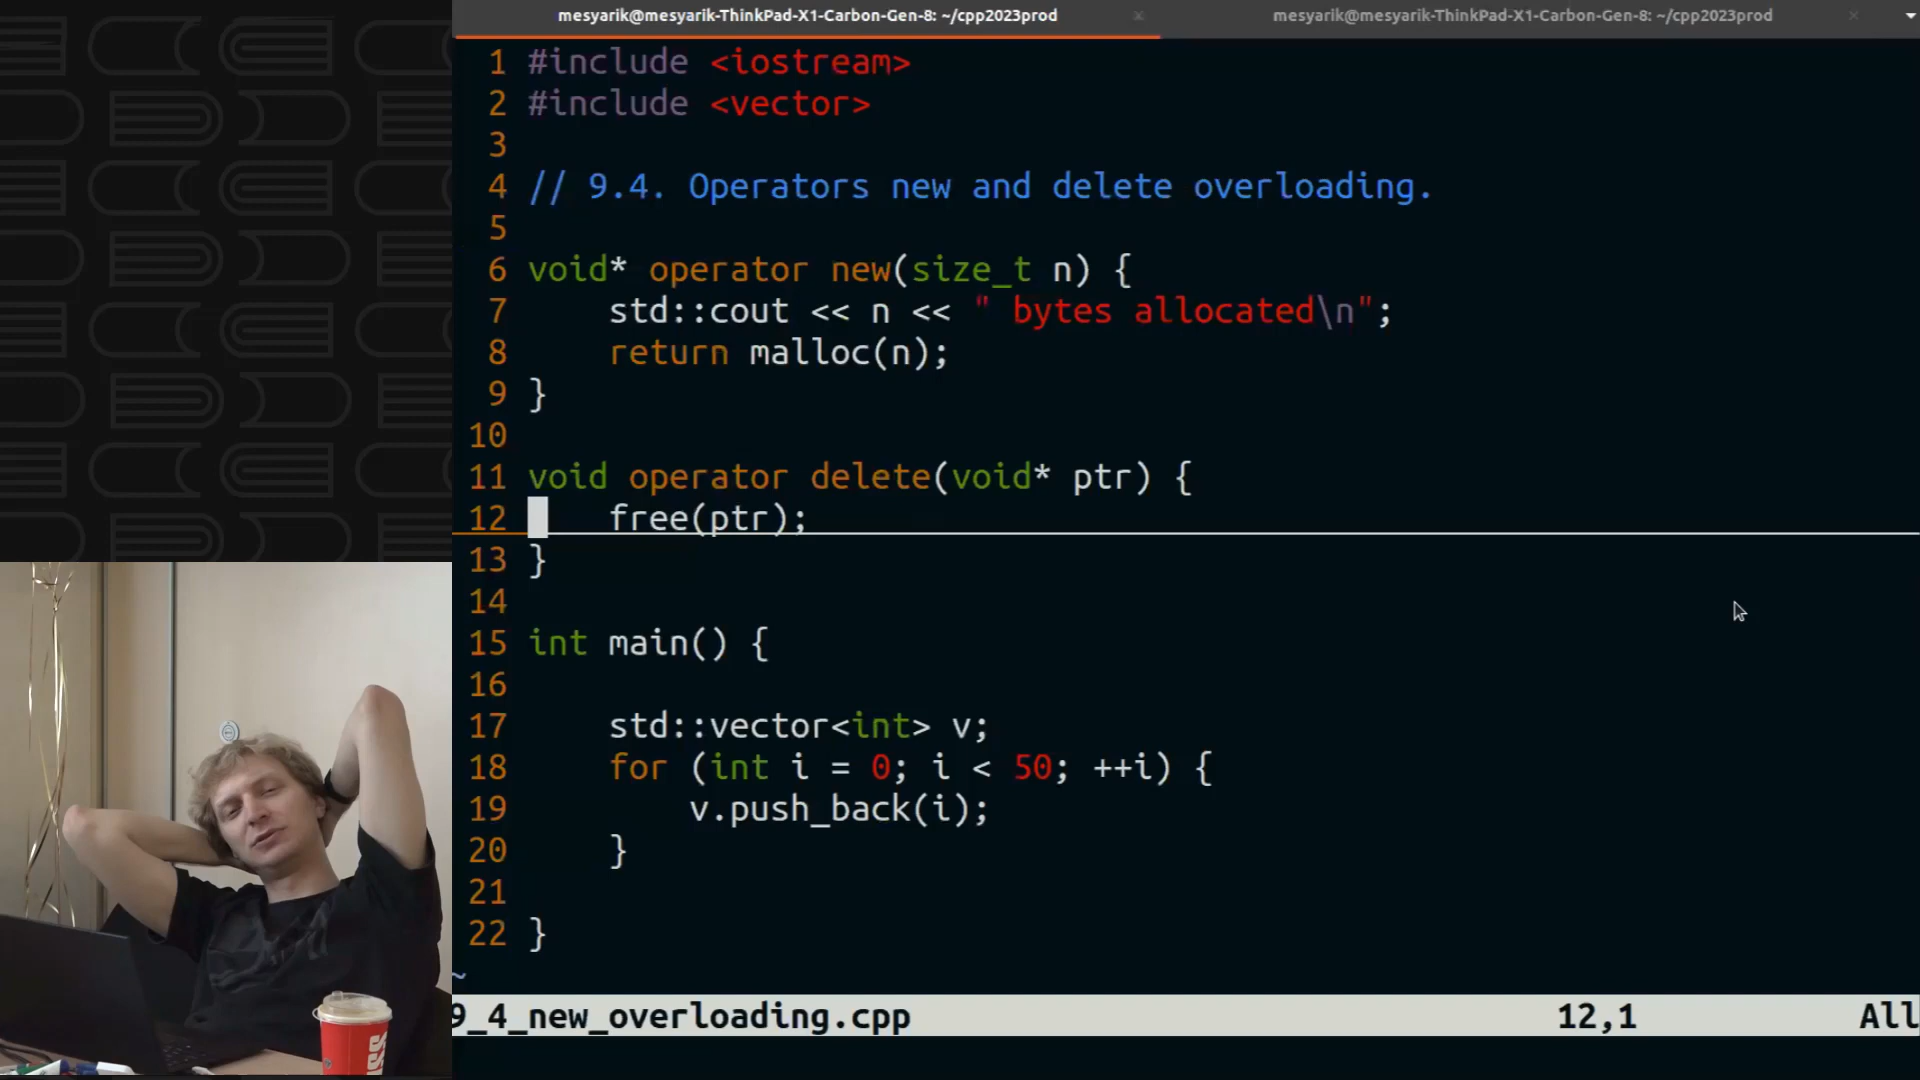 mesyarik@mesyarik-ThinkPad-X1-Carbon-Gen-8: ~/cpp2023prod × mesyarik@mesyarik-ThinkPad-X1-Carbon-Gen-8: ~/cpp2023prod ×
1 #include <iostream>
2 #include <vector>
3
4 // 9.4. Operators new and delete overloading.
5
6 void* operator new(size_t n) {
7     std::cout << n << " bytes allocated\n";
8     return malloc(n);
9 }
10
11 void operator delete(void* ptr) {
12     free(ptr);
13 }
14
15 int main() {
16
17     std::vector<int> v;
18     for (int i = 0; i < 50; ++i) {
19         v.push_back(i);
20     }
21
22 }
~
9_4_new_overloading.cpp 12,1 All